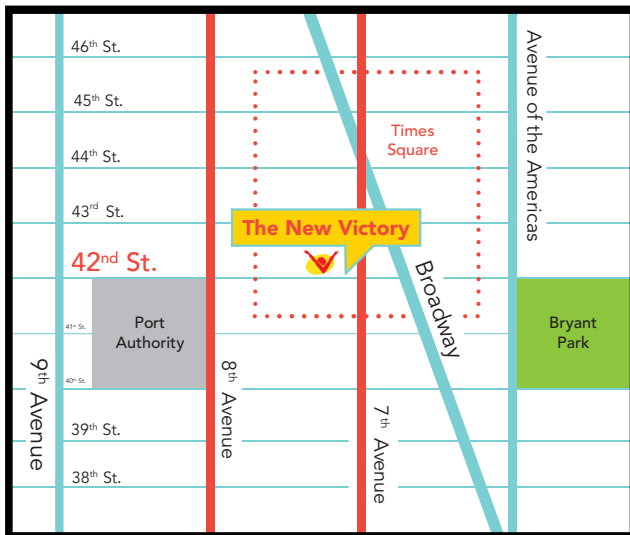 46th St.
45th St.
44th St.
43rd St.
42nd St.
41st St.
40th St.
39th St.
38th St.
Times
Square
The New Victory
Port
Authority
Bryant
Park
9th Avenue
8th Avenue
7th Avenue
Broadway
Avenue of the Americas